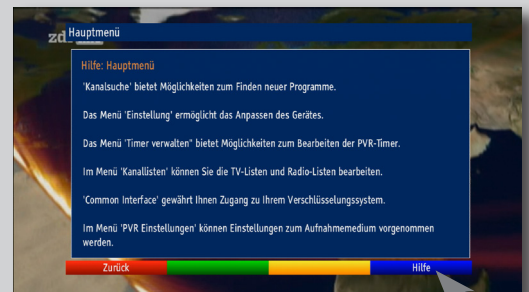 zd
Hauptmenü
Hilfe: Hauptmenü
'Kanalsuche' bietet Möglichkeiten zum Finden neuer Programme.
Das Menü 'Einstellung' ermöglicht das Anpassen des Gerätes.
Das Menü 'Timer verwalten" bietet Möglichkeiten zum Bearbeiten der PVR-Timer.
Im Menü 'Kanallisten' können Sie die TV-Listen und Radio-Listen bearbeiten.
'Common Interface' gewährt Ihnen Zugang zu Ihrem Verschlüsselungssystem.
Im Menü 'PVR Einstellungen' können Einstellungen zum Aufnahmemedium vorgenommen
werden.
Zurück
Hilfe